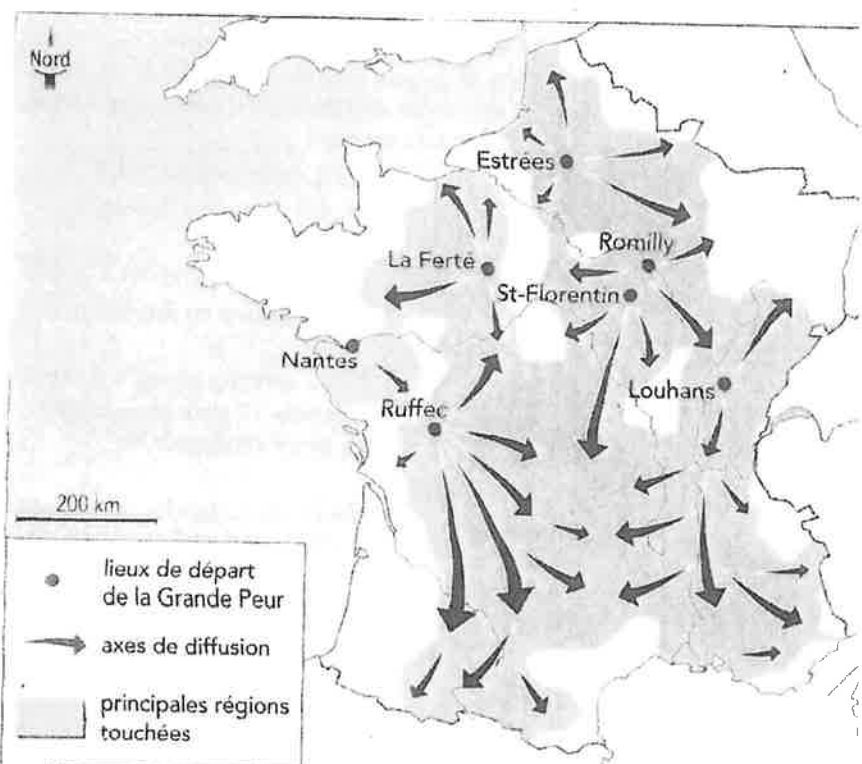 Nord
Estrées
Romilly
La Ferté
St-Florentin
Nantes
Louhans
Ruffec
200 km
lieux de départ
de la Grande Peur
axes de diffusion
principales régions
touchées